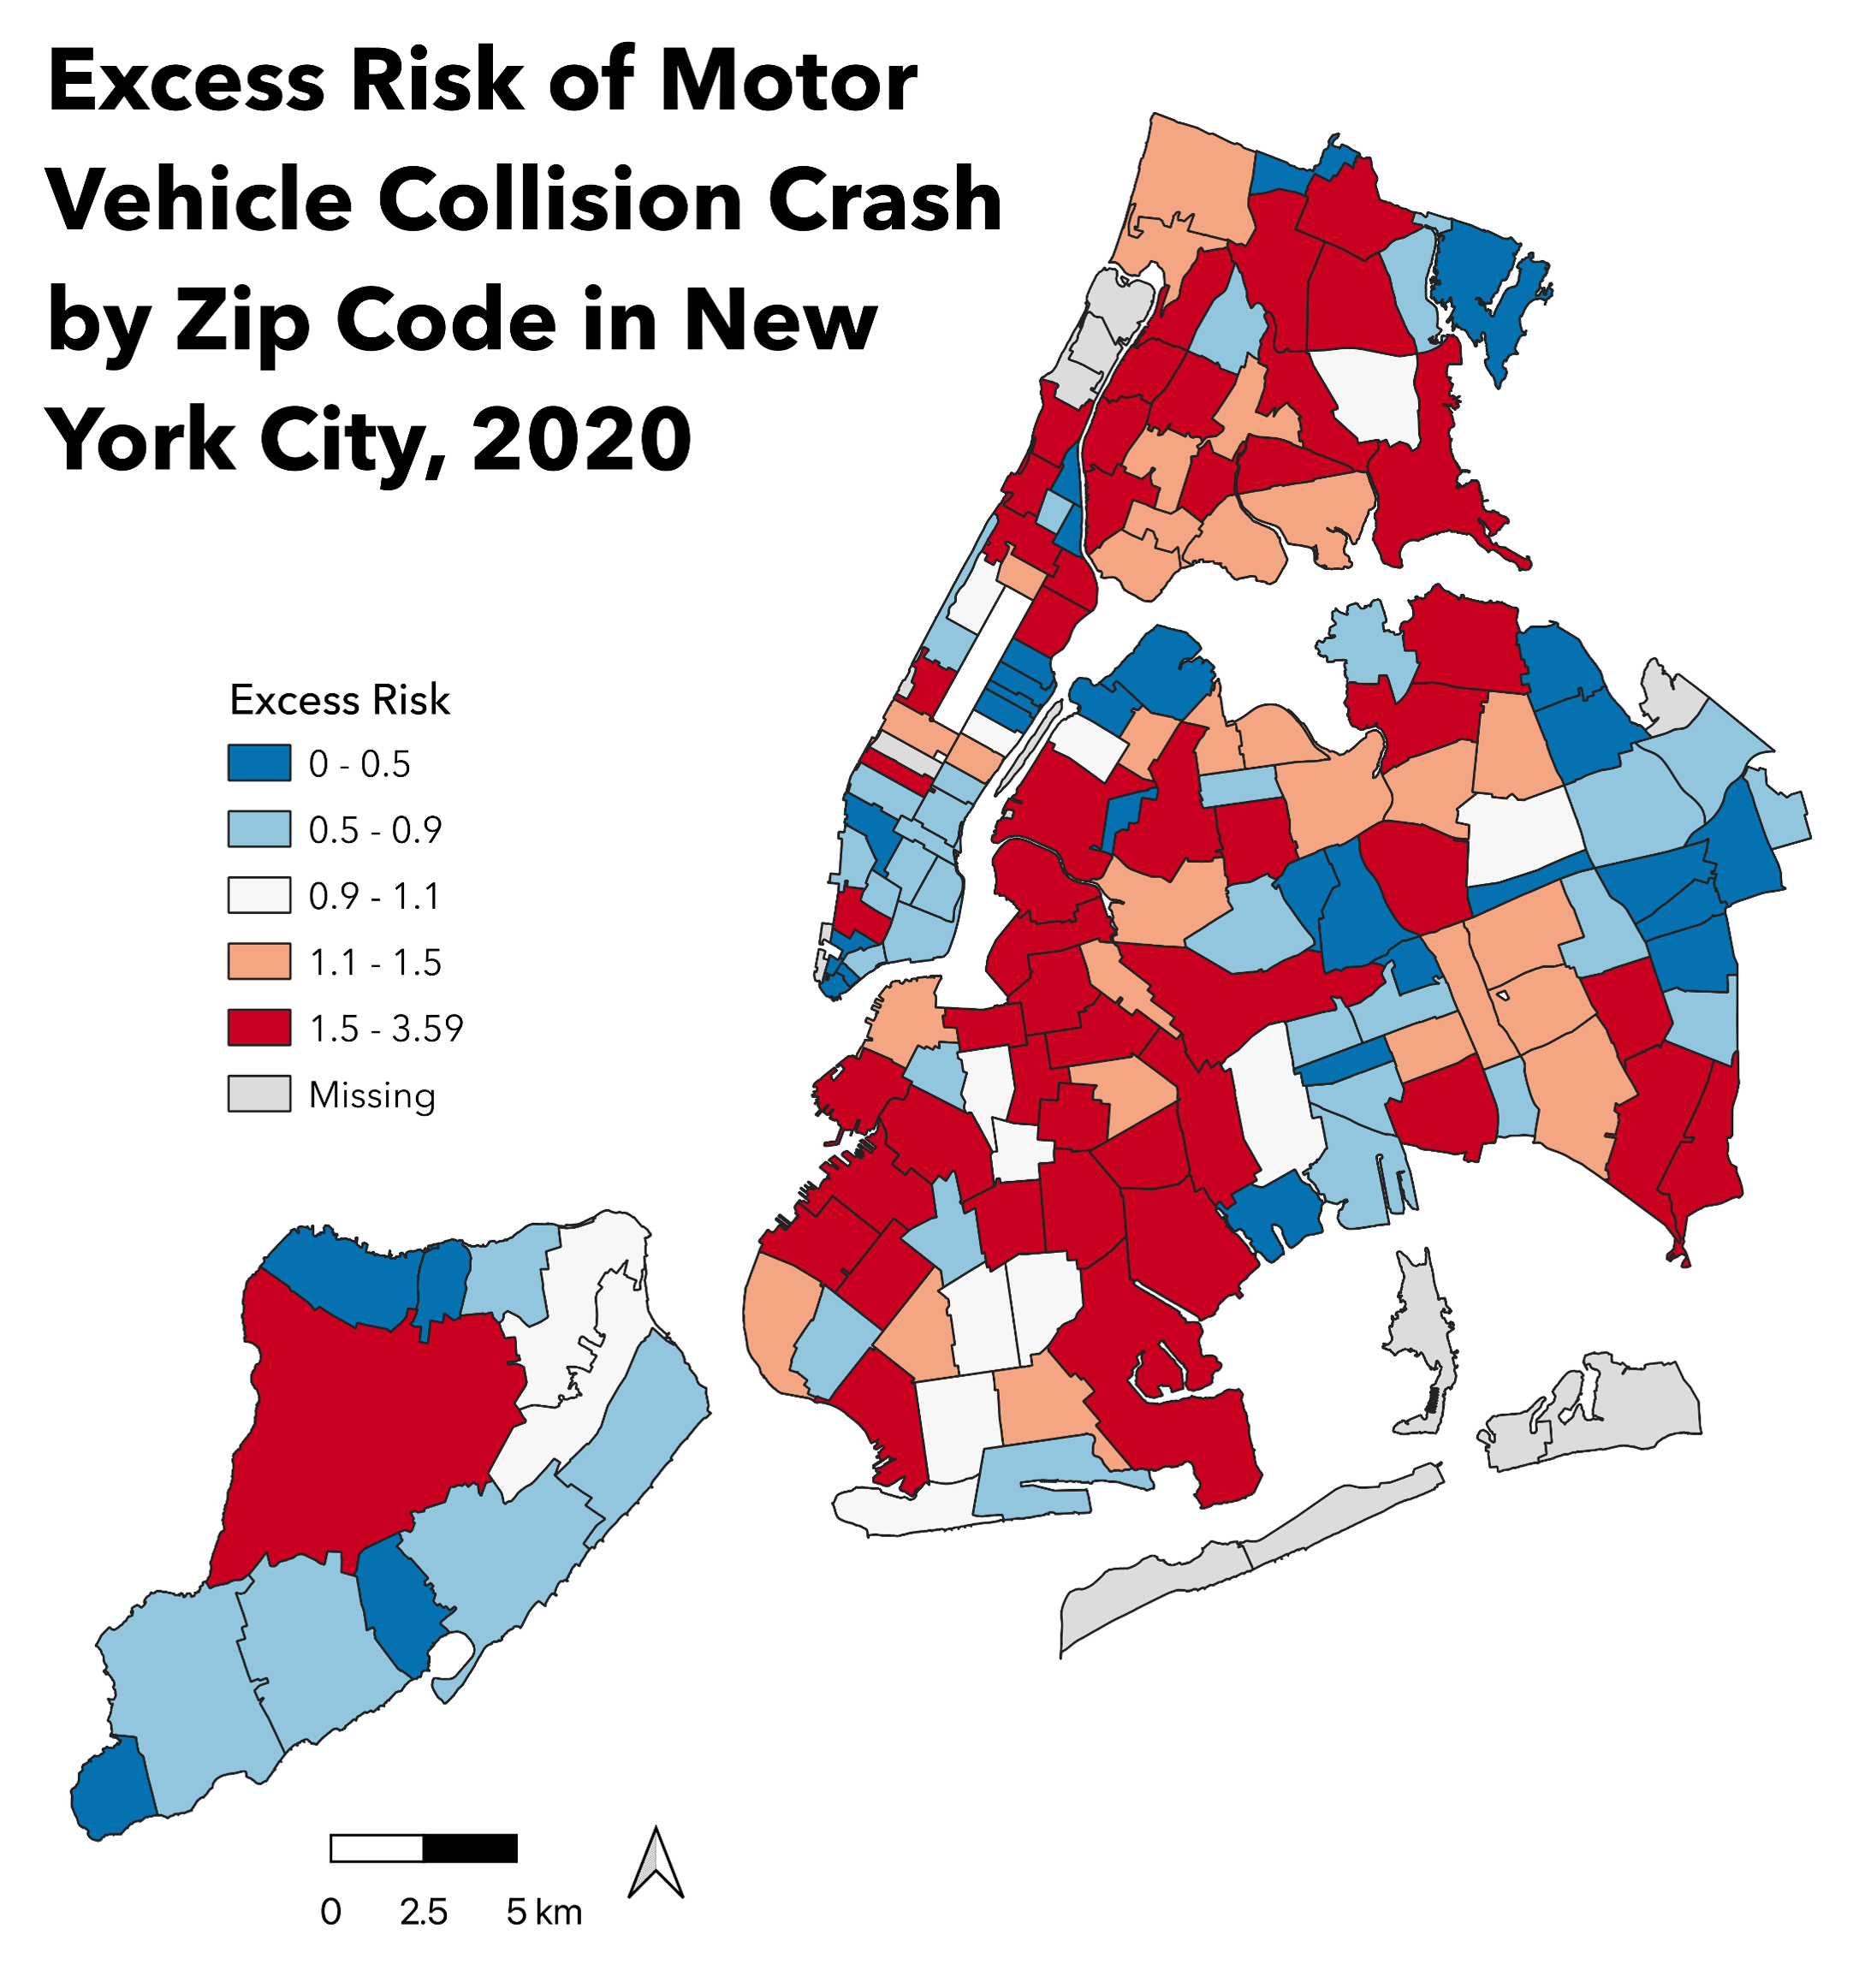 Excess Risk of Motor
Vehicle Collision Crash
by Zip Code in New
York City, 2020
Excess Risk
0 - 0.5
0.5 - 0.9
0.9 - 1.1
1.1 - 1.5
1.5 - 3.59
Missing
0 2.5 5 km